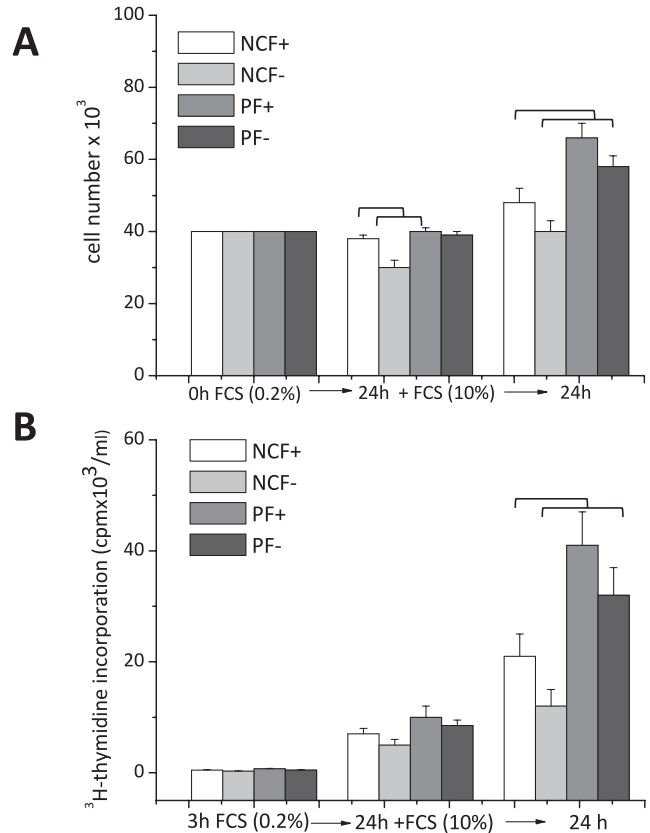 A
100
80
60
40
20
0
cell number x 10³
NCF+
NCF-
PF+
PF-
0h FCS (0.2%) → 24h + FCS (10%) → 24h
B
60
40
20
0
³H-thymidine incorporation (cpmx10³/ml)
NCF+
NCF-
PF+
PF-
3h FCS (0.2%) → 24h +FCS (10%) → 24 h